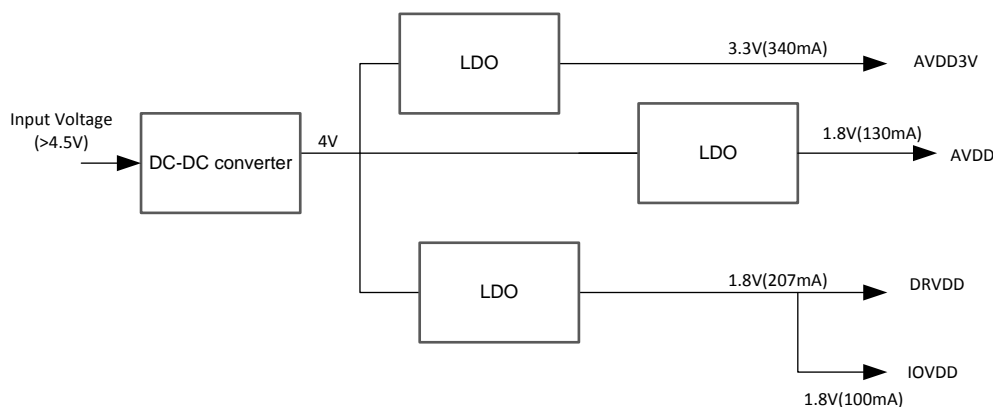 LDO
3.3V(340mA)
AVDD3V
Input Voltage
(>4.5V)
DC-DC converter
4V
LDO
1.8V(130mA)
AVDD
LDO
1.8V(207mA)
DRVDD
IOVDD
1.8V(100mA)